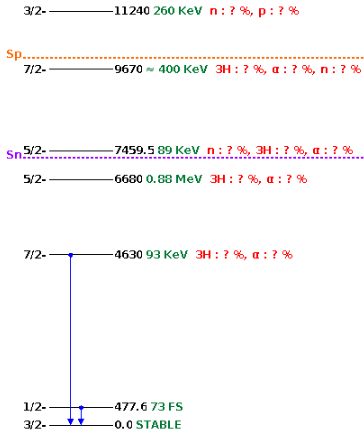 3/2- 11240 260 KeV n : ? %, p : ? %
Sp
7/2- 9670 ≈ 400 KeV 3H : ? %, α : ? %, n : ? %
5/2- 7459.5 89 KeV n : ? %, 3H : ? %, α : ? %
Sn
5/2- 6680 0.88 MeV 3H : ? %, α : ? %
7/2- 4630 93 KeV 3H : ? %, α : ? %
1/2- 477.6 73 FS
3/2- 0.0 STABLE